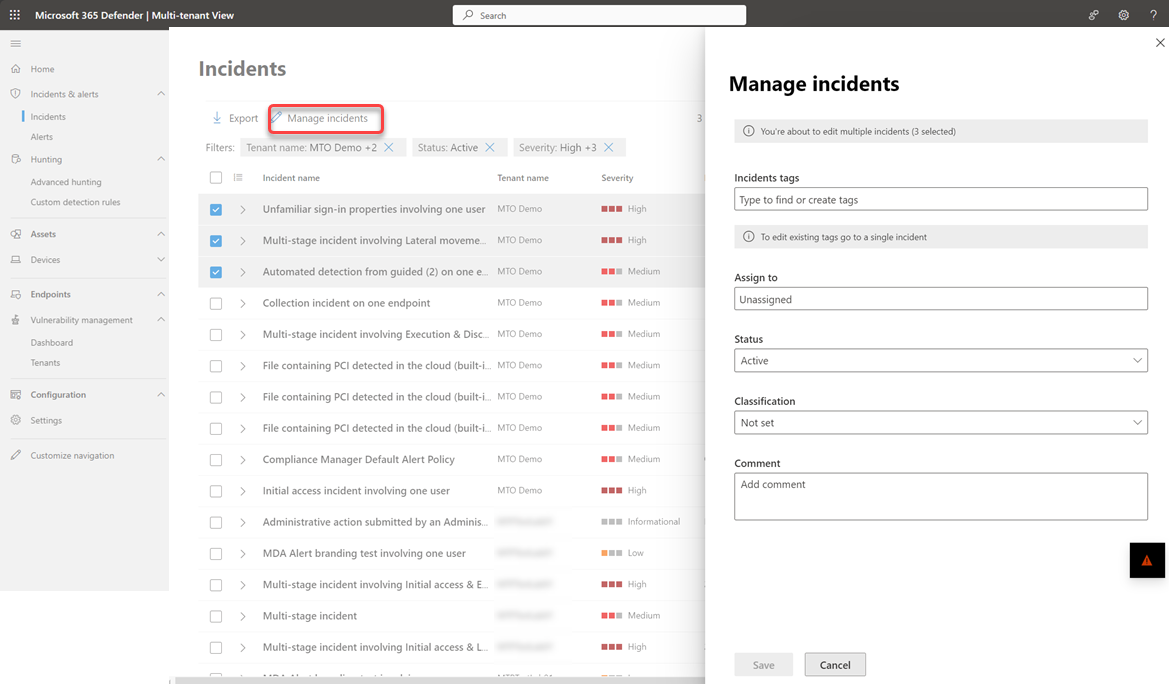 Microsoft 365 Defender | Multi-tenant View
Search
?
Home
Incidents & alerts
Incidents
Alerts
Hunting
Advanced hunting
Custom detection rules
Assets
Devices
Endpoints
Vulnerability management
Dashboard
Tenants
Configuration
Settings
Customize navigation
Incidents
Export
Manage incidents
3
Filters:
Tenant name: MTO Demo +2
Status: Active
Severity: High +3
Incident name Tenant name Severity
Unfamiliar sign-in properties involving one user MTO Demo High
Multi-stage incident involving Lateral moveme... MTO Demo High
Automated detection from guided (2) on one e... MTO Demo Medium
Collection incident on one endpoint MTO Demo Medium
Multi-stage incident involving Execution & Disc... MTO Demo Medium
File containing PCI detected in the cloud (built-i... MTO Demo Medium
File containing PCI detected in the cloud (built-i... MTO Demo Medium
File containing PCI detected in the cloud (built-i... MTO Demo Medium
Compliance Manager Default Alert Policy MTO Demo Medium
Initial access incident involving one user MTO Demo High
Administrative action submitted by an Adminis... Informational
MDA Alert branding test involving one user Low
Multi-stage incident involving Initial access & E... High
Multi-stage incident Medium
Multi-stage incident involving Initial access & L... High
Manage incidents
You're about to edit multiple incidents (3 selected)
Incidents tags
Type to find or create tags
To edit existing tags go to a single incident
Assign to
Unassigned
Status
Active
Classification
Not set
Comment
Add comment
Save
Cancel